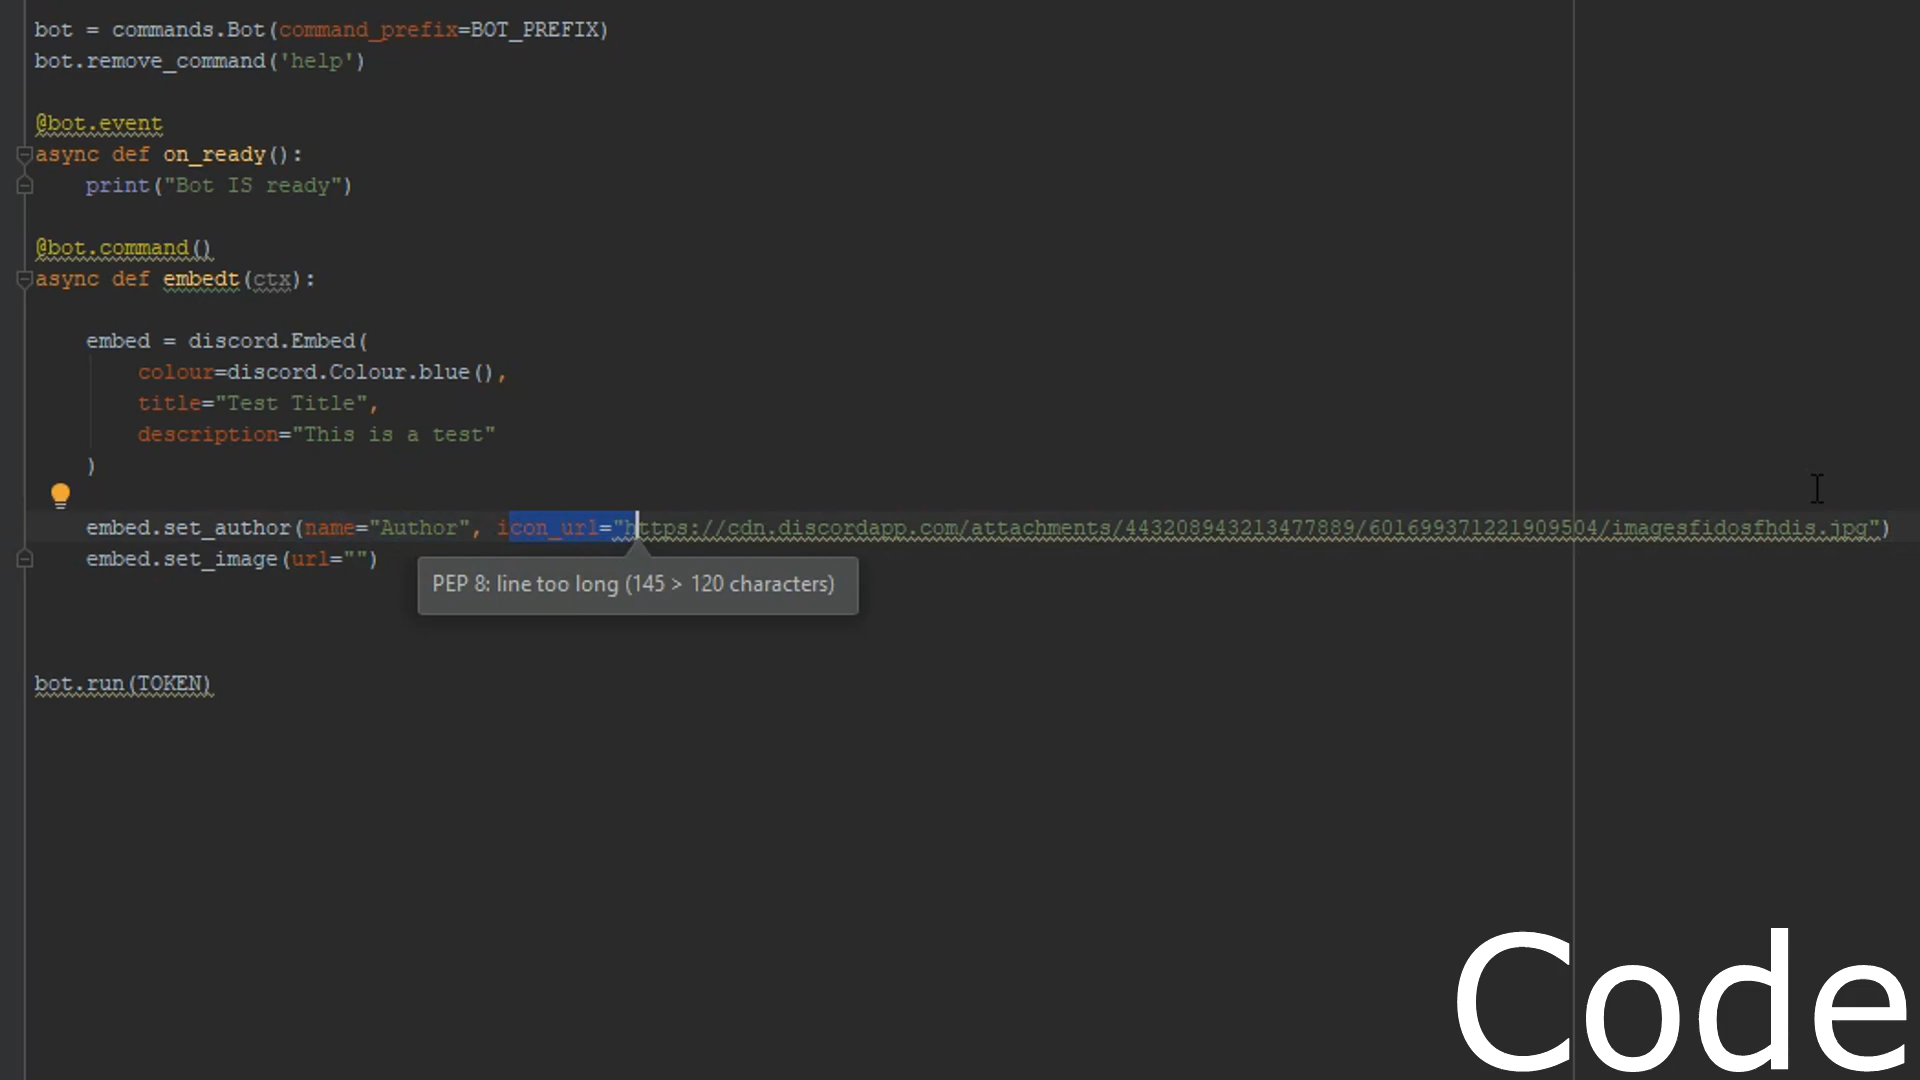 bot = commands.Bot(command_prefix=BOT_PREFIX)
bot.remove_command('help')
@bot.event
async def on_ready():
print("Bot IS ready")
@bot.command()
async def embedt(ctx):
embed = discord.Embed(
colour=discord.Colour.blue(),
title="Test Title",
description="This is a test"
)
embed.set_author(name="Author", icon_url="https://cdn.discordapp.com/attachments/443208943213477889/601699371221909504/imagesfidosfhdis.jpg")
embed.set_image(url="")
PEP 8: line too long (145 > 120 characters)
bot.run(TOKEN)
Code